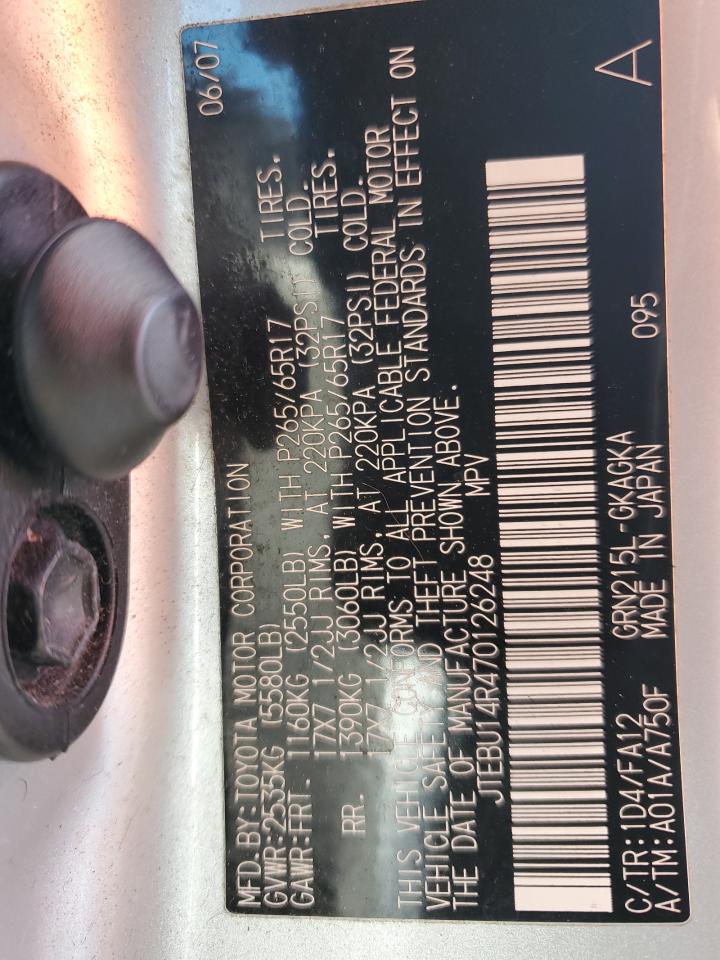 MFD.BY:TOYOTA MOTOR CORPORATION 06/07
GVWR:2535KG (5580LB)
GAWR:FRT. 1160KG (2550LB) WITH P265/65R17 TIRES.
17X7 1/2JJ RIMS, AT 220KPA (32PSI) COLD.
RR. 1390KG (3060LB) WITH P265/65R17 TIRES.
17X7 1/2JJ RIMS, AT 220KPA (32PSI) COLD.
THIS VEHICLE CONFORMS TO ALL APPLICABLE FEDERAL MOTOR
VEHICLE SAFETY AND THEFT PREVENTION STANDARDS IN EFFECT ON
THE DATE OF MANUFACTURE SHOWN ABOVE.
JTEBU14R470126248 MPV
C/TR:1D4/FA12 GRN215L-GKAGKA 095 A
A/TM:A01A/A750F MADE IN JAPAN